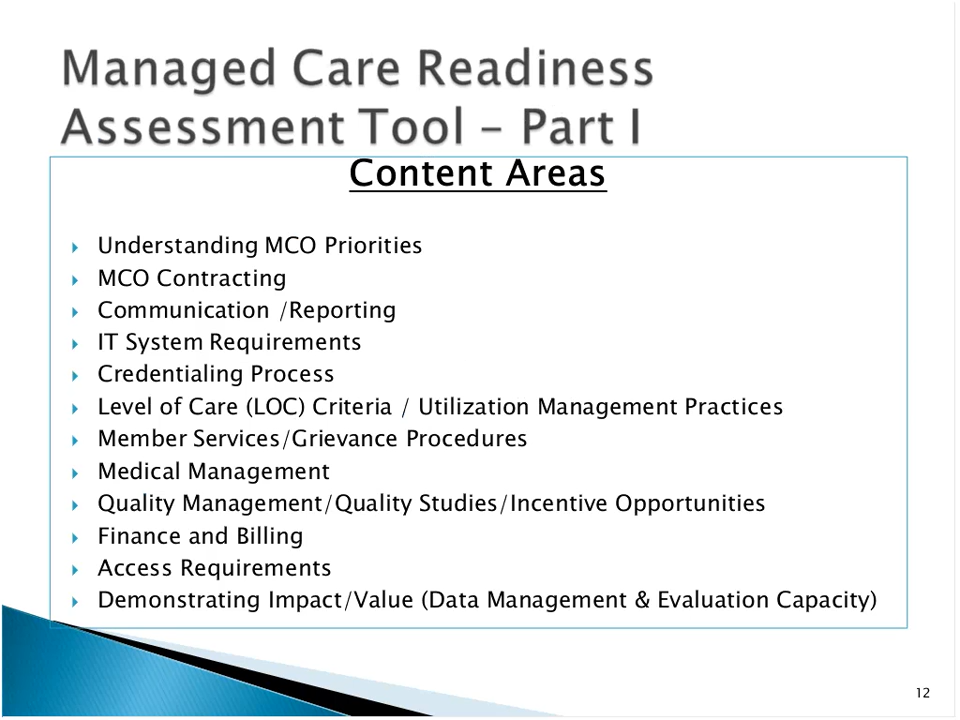 Managed Care Readiness
Assessment Tool – Part I
Content Areas
Understanding MCO Priorities
MCO Contracting
Communication /Reporting
IT System Requirements
Credentialing Process
Level of Care (LOC) Criteria / Utilization Management Practices
Member Services/Grievance Procedures
Medical Management
Quality Management/Quality Studies/Incentive Opportunities
Finance and Billing
Access Requirements
Demonstrating Impact/Value (Data Management & Evaluation Capacity)
12